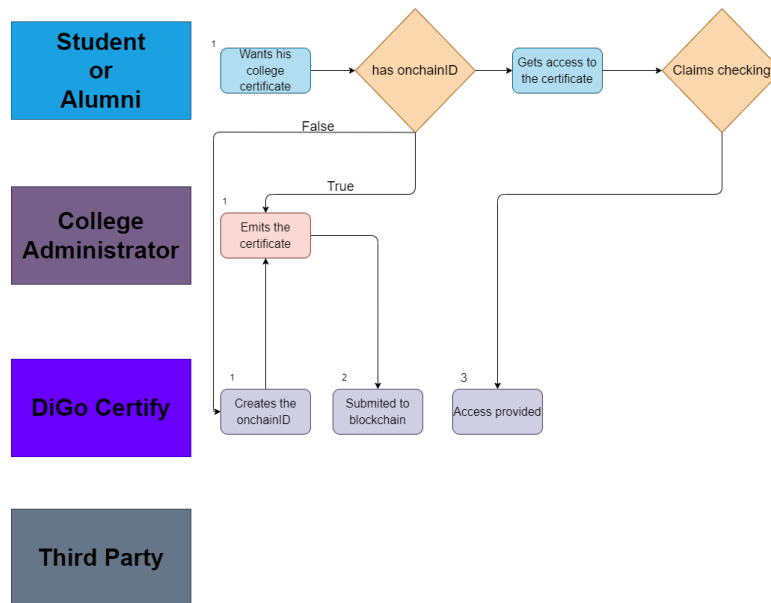 Student
or
Alumni
1
Wants his
college
certificate
has onchainID
Gets access to
the certificate
Claims checking
False
True
College
Administrator
1
Emits the
certificate
DiGo Certify
1
Creates the
onchainID
2
Submited to
blockchain
3
Access provided
Third Party